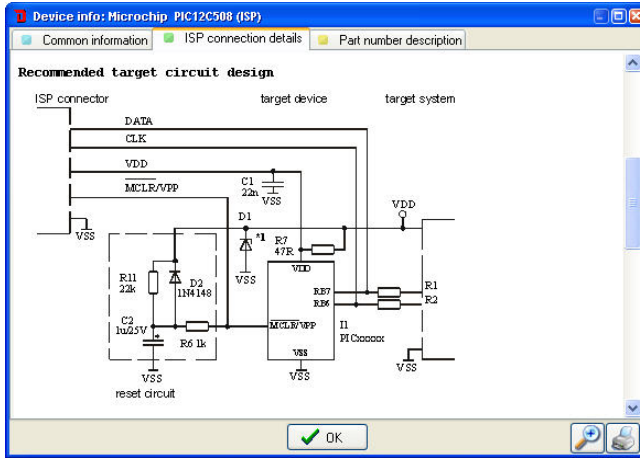 Device info: Microchip PIC12C508 (ISP)
Common information
ISP connection details
Part number description
Recommended target circuit design
ISP connector
target device
target system
DATA
CLK
VDD
MCLR/VPP
C1
22n
VSS
VSS
D1
*1
VDD
R7
47R
VSS
VDD
R11
22k
D2
1N4148
RB7
RB6
R1
R2
C2
1u/25V
R6 1k
MCLR/VPP
I1
PICxxxxx
VSS
VSS
VSS
VSS
reset circuit
OK